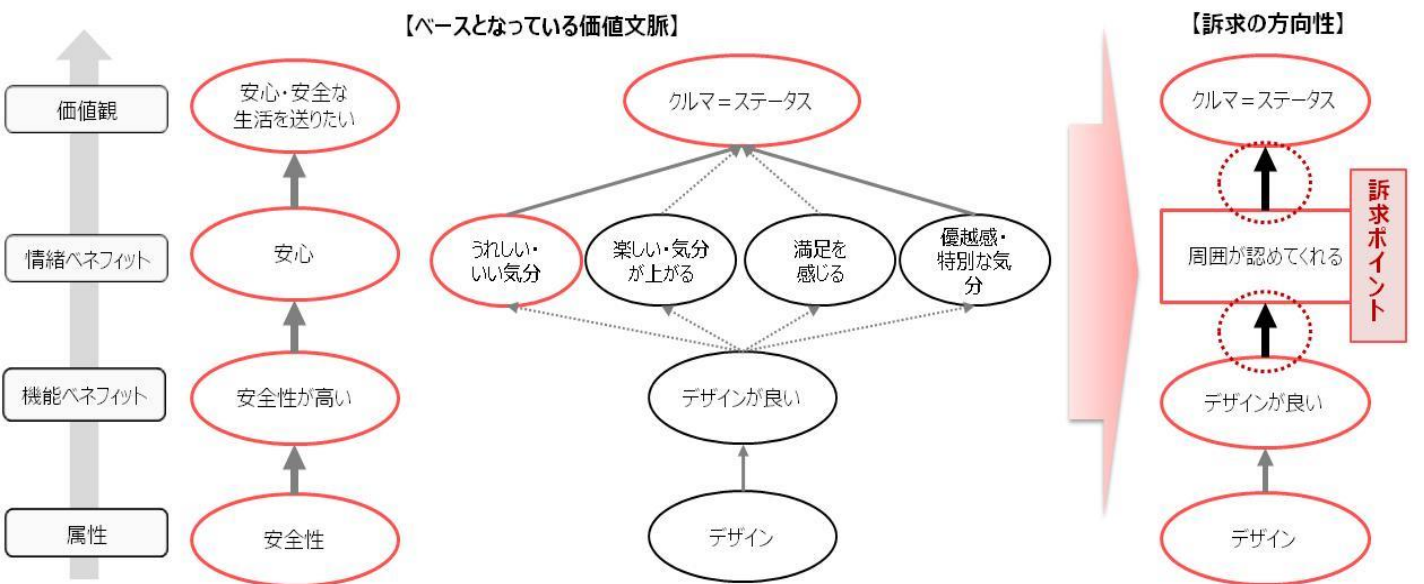 【ベースとなっている価値文脈】
【訴求の方向性】
価値観
安心・安全な
生活を送りたい
クルマ＝ステータス
クルマ＝ステータス
情緒ベネフィット
安心
うれしい・
いい気分
楽しい・気分
が上がる
満足を
感じる
優越感・
特別な気
分
周囲が認めてくれる
訴求ポイント
機能ベネフィット
安全性が高い
デザインが良い
デザインが良い
属性
安全性
デザイン
デザイン